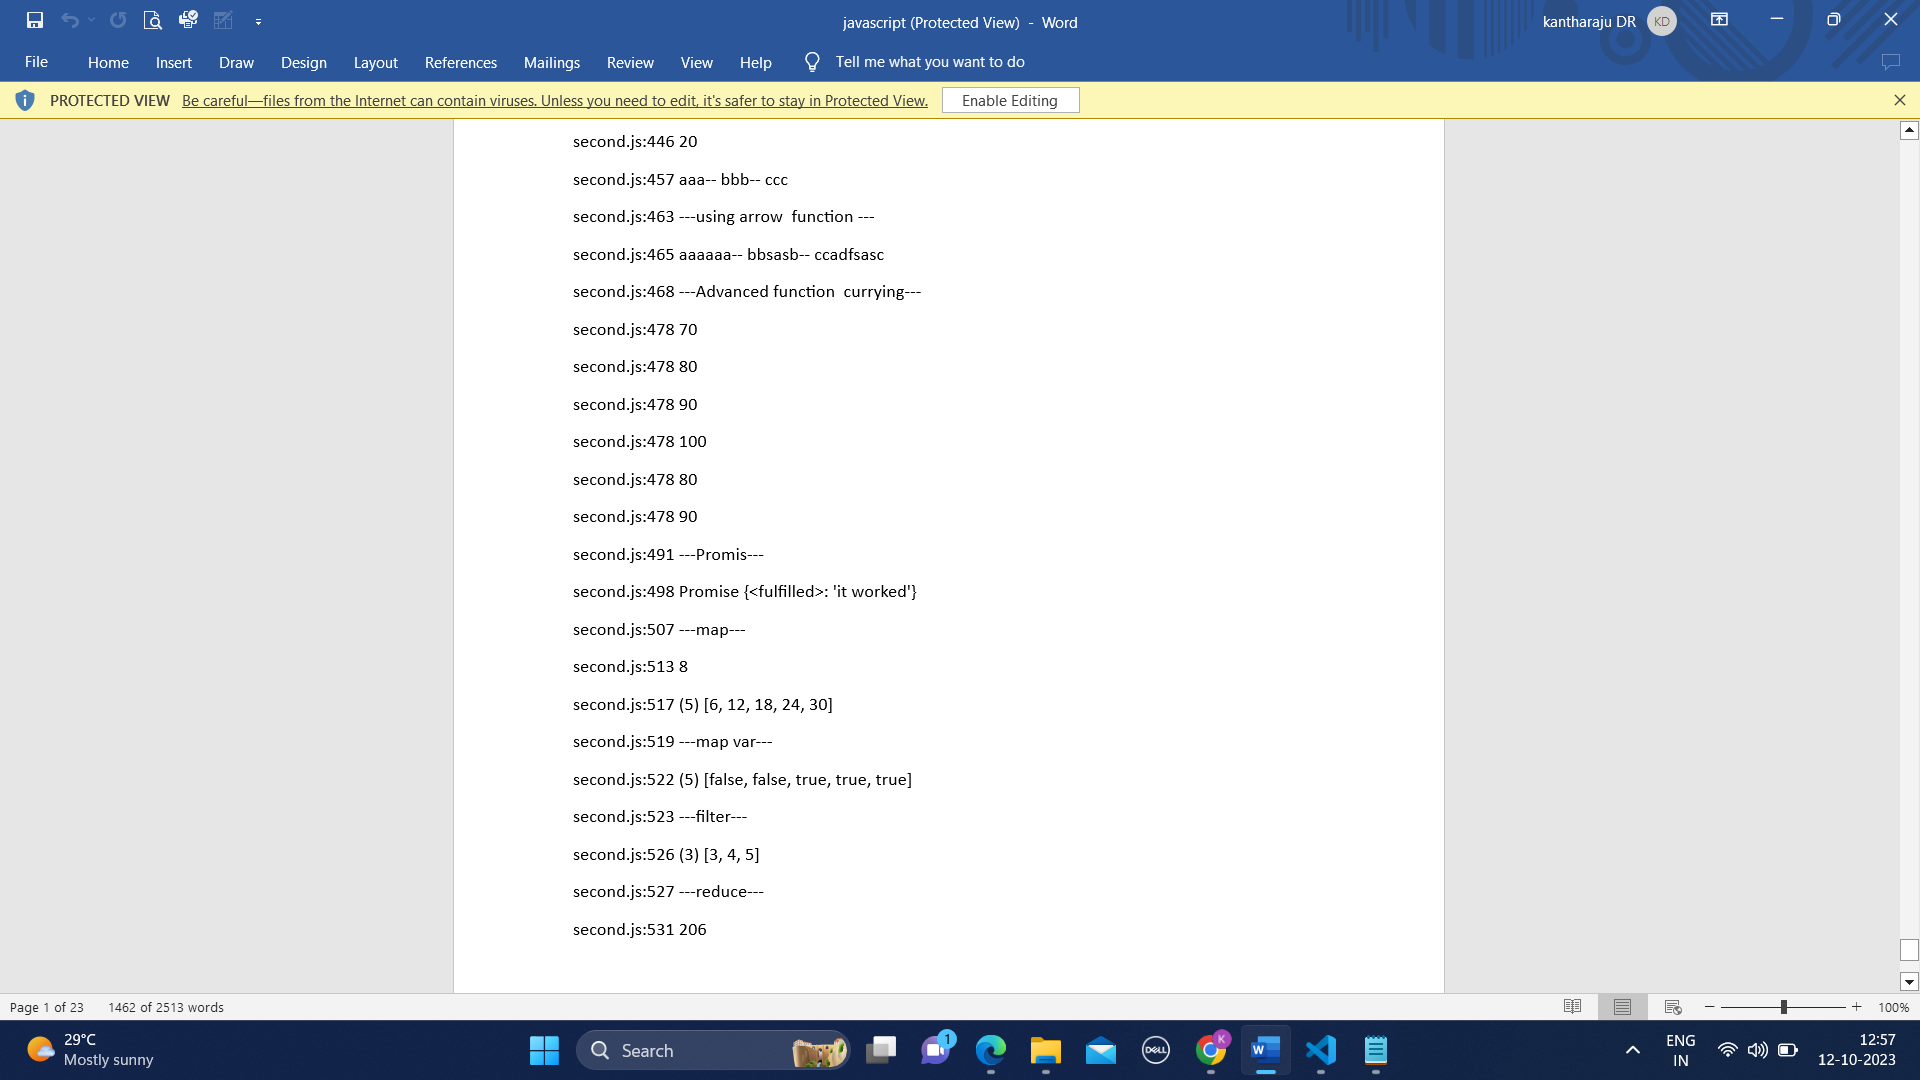 javascript (Protected View) - Word
kantharaju DR
KD
File Home Insert Draw Design Layout References Mailings Review View Help Tell me what you want to do
PROTECTED VIEW Be careful—files from the Internet can contain viruses. Unless you need to edit, it's safer to stay in Protected View. Enable Editing
second.js:446 20
second.js:457 aaa-- bbb-- ccc
second.js:463 ---using arrow  function ---
second.js:465 aaaaaa-- bbsasb-- ccadfsasc
second.js:468 ---Advanced function  currying---
second.js:478 70
second.js:478 80
second.js:478 90
second.js:478 100
second.js:478 80
second.js:478 90
second.js:491 ---Promis---
second.js:498 Promise {<fulfilled>: 'it worked'}
second.js:507 ---map---
second.js:513 8
second.js:517 (5) [6, 12, 18, 24, 30]
second.js:519 ---map var---
second.js:522 (5) [false, false, true, true, true]
second.js:523 ---filter---
second.js:526 (3) [3, 4, 5]
second.js:527 ---reduce---
second.js:531 206
Page 1 of 23 1462 of 2513 words 100%
29°C
Mostly sunny
Search
1
DELL
K
W
ENG
IN
12:57
12-10-2023